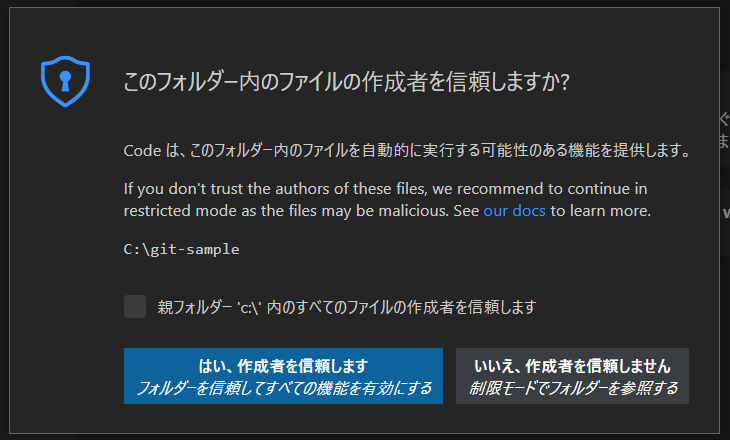 このフォルダー内のファイルの作成者を信頼しますか?
Code は、このフォルダー内のファイルを自動的に実行する可能性のある機能を提供します。
If you don't trust the authors of these files, we recommend to continue in
restricted mode as the files may be malicious. See our docs to learn more.
C:\git-sample
親フォルダー 'c:\' 内のすべてのファイルの作成者を信頼します
はい、作成者を信頼します
フォルダーを信頼してすべての機能を有効にする
いいえ、作成者を信頼しません
制限モードでフォルダーを参照する